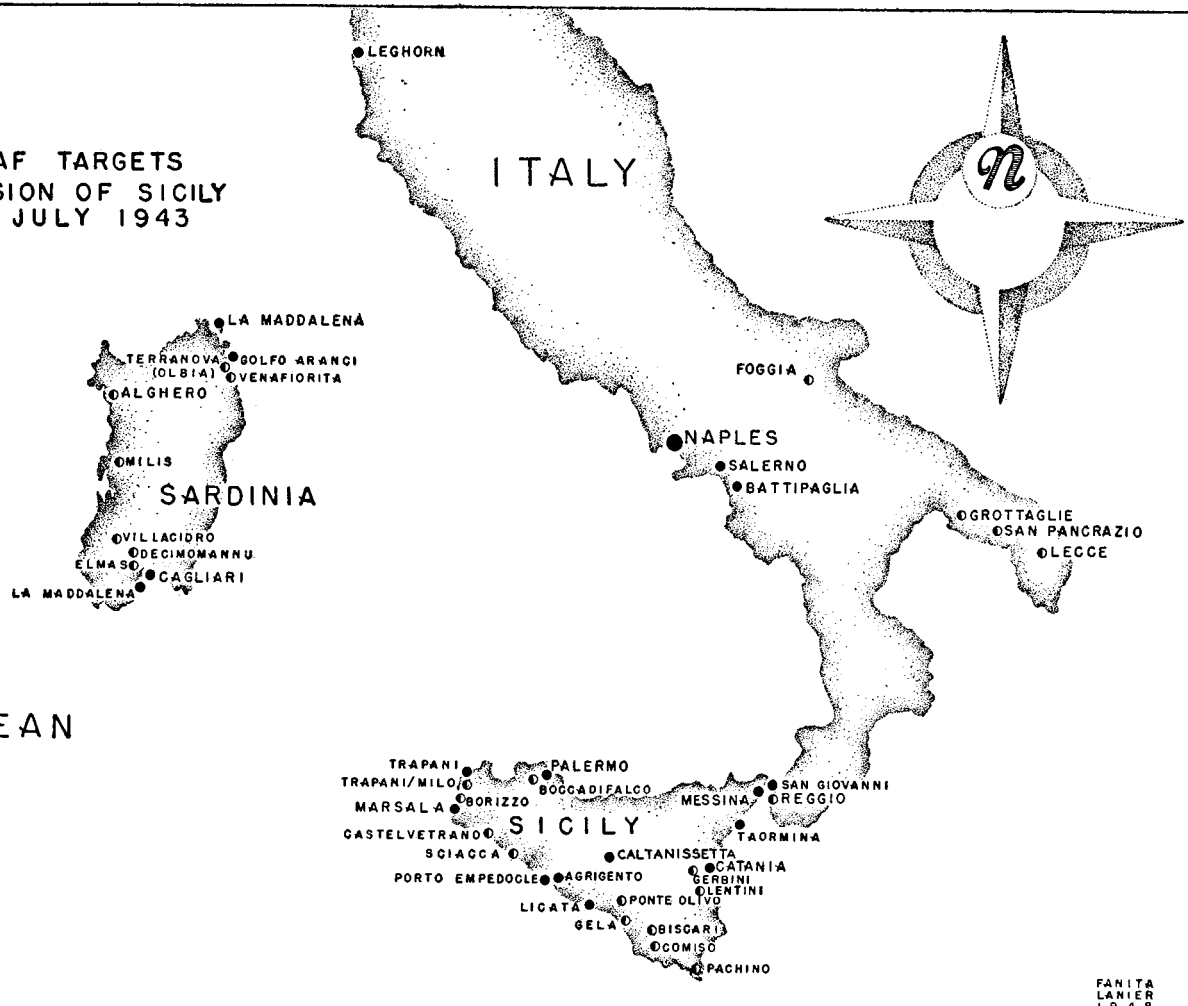 LEGHORN
AF TARGETS
SION OF SICILY
JULY 1943
ITALY
N
LA MADDALENA
TERRANOVA
(OLBIA)
GOLFO ARANCI
VENAFIORITA
ALGHERO
FOGGIA
NAPLES
SALERNO
BATTIPAGLIA
MILIS
SARDINIA
GROTTAGLIE
SAN PANCRAZIO
LECCE
VILLACIDRO
DECIMOMANNU
ELMAS
CAGLIARI
LA MADDALENA
EAN
TRAPANI
PALERMO
TRAPANI/MILO
BOCCADIFALCO
SAN GIOVANNI
MESSINA
REGGIO
BORIZZO
MARSALA
SICILY
TAORMINA
CASTELVETRANO
SCIACCA
CALTANISSETTA
CATANIA
GERBINI
PORTO EMPEDOCLE
AGRIGENTO
LENTINI
LICATA
PONTE OLIVO
GELA
BISCARI
COMISO
PACHINO
FANITA
LANIER